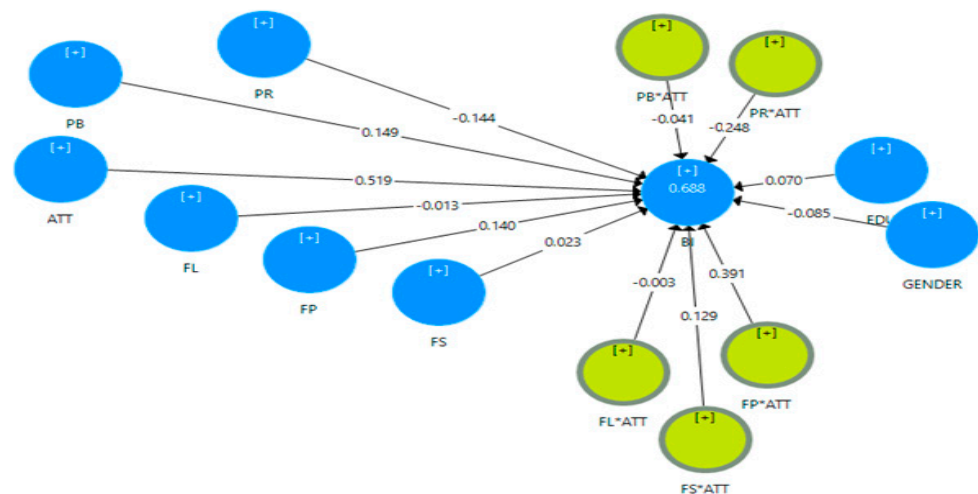 [+]
PR
[+]
PB
[+]
ATT
[+]
FL
[+]
FP
[+]
FS
-0.144
0.149
0.519
-0.013
0.140
0.023
[+]
PB*ATT
[+]
PR*ATT
-0.041
-0.248
[+]
0.688
BI
0.070
-0.085
[+]
EDU
[+]
GENDER
-0.003
0.129
0.391
[+]
FL*ATT
[+]
FS*ATT
[+]
FP*ATT